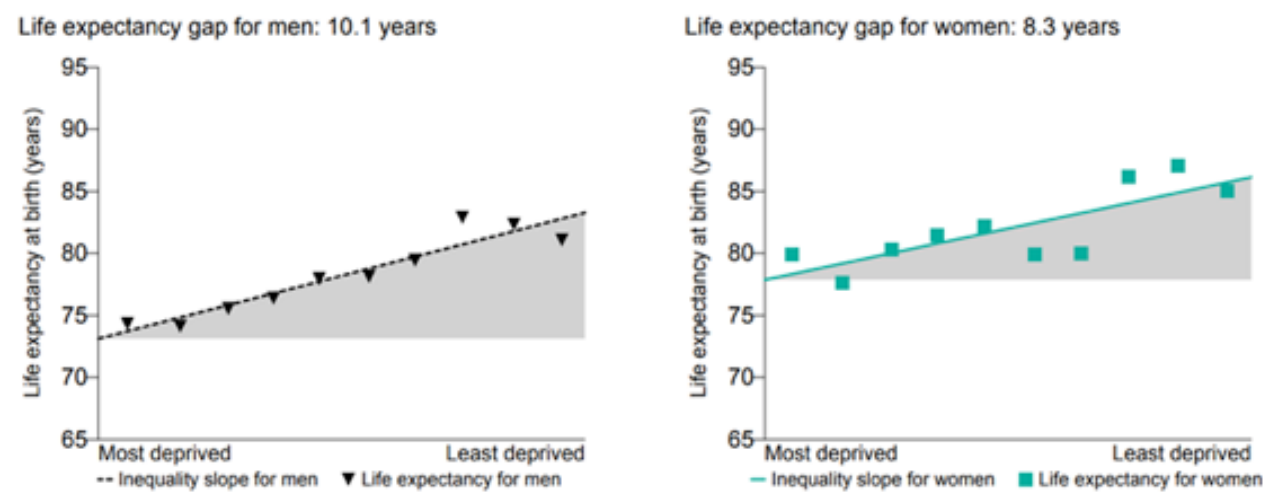 Life expectancy gap for men: 10.1 years
Life expectancy at birth (years)
95
90
85
80
75
70
65
Most deprived Least deprived
Inequality slope for men Life expectancy for men
Life expectancy gap for women: 8.3 years
Life expectancy at birth (years)
95
90
85
80
75
70
65
Most deprived Least deprived
Inequality slope for women Life expectancy for women